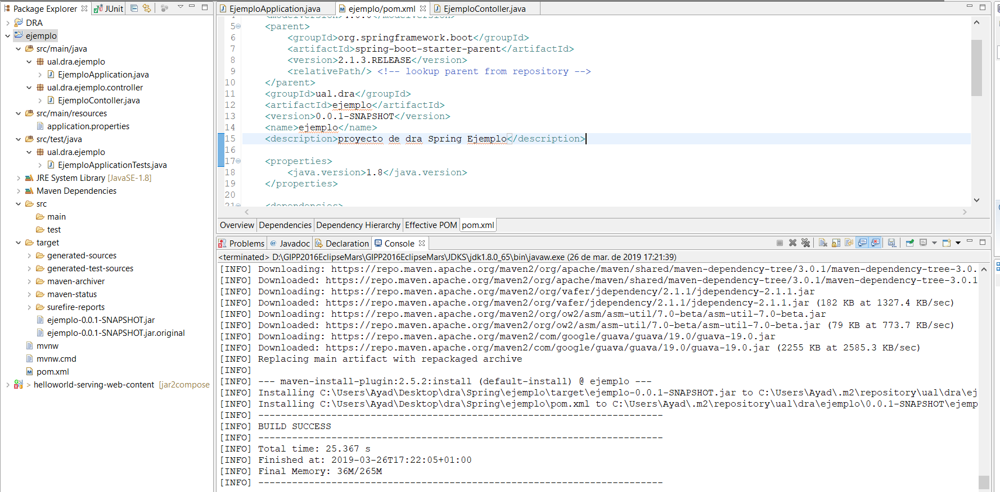 Package Explorer
JUnit
DRA
ejemplo
src/main/java
ual.dra.ejemplo
EjemploApplication.java
ual.dra.ejemplo.controller
EjemploContoller.java
src/main/resources
application.properties
src/test/java
ual.dra.ejemplo
EjemploApplicationTests.java
JRE System Library [JavaSE-1.8]
Maven Dependencies
src
main
test
target
generated-sources
generated-test-sources
maven-archiver
maven-status
surefire-reports
ejemplo-0.0.1-SNAPSHOT.jar
ejemplo-0.0.1-SNAPSHOT.jar.original
mvnw
mvnw.cmd
pom.xml
> helloworld-serving-web-content [jar2compose
EjemploApplication.java
ejemplo/pom.xml
EjemploContoller.java
4 <modelVersion>4.0.0</modelVersion>
5 <parent>
6 <groupId>org.springframework.boot</groupId>
7 <artifactId>spring-boot-starter-parent</artifactId>
8 <version>2.1.3.RELEASE</version>
9 <relativePath/> <!-- lookup parent from repository -->
10 </parent>
11 <groupId>ual.dra</groupId>
12 <artifactId>ejemplo</artifactId>
13 <version>0.0.1-SNAPSHOT</version>
14 <name>ejemplo</name>
15 <description>proyecto de dra Spring Ejemplo</description>
16
17 <properties>
18 <java.version>1.8</java.version>
19 </properties>
20
21 <dependencies>
Overview Dependencies Dependency Hierarchy Effective POM pom.xml
Problems @ Javadoc Declaration Console
<terminated> D:\GIPP2016EclipseMars\GIPP2016EclipseMars\JDKS\jdk1.8.0_65\bin\javaw.exe (26 de mar. de 2019 17:21:39)
[INFO] Downloading: https://repo.maven.apache.org/maven2/org/apache/maven/shared/maven-dependency-tree/3.0.1/maven-dependency-tree-3.0.
[INFO] Downloaded: https://repo.maven.apache.org/maven2/org/apache/maven/shared/maven-dependency-tree/3.0.1/maven-dependency-tree-3.0.1
[INFO] Downloading: https://repo.maven.apache.org/maven2/org/vafer/jdependency/2.1.1/jdependency-2.1.1.jar
[INFO] Downloaded: https://repo.maven.apache.org/maven2/org/vafer/jdependency/2.1.1/jdependency-2.1.1.jar (182 KB at 1327.4 KB/sec)
[INFO] Downloading: https://repo.maven.apache.org/maven2/org/ow2/asm/asm-util/7.0-beta/asm-util-7.0-beta.jar
[INFO] Downloaded: https://repo.maven.apache.org/maven2/org/ow2/asm/asm-util/7.0-beta/asm-util-7.0-beta.jar (79 KB at 773.7 KB/sec)
[INFO] Downloading: https://repo.maven.apache.org/maven2/com/google/guava/guava/19.0/guava-19.0.jar
[INFO] Downloaded: https://repo.maven.apache.org/maven2/com/google/guava/guava/19.0/guava-19.0.jar (2255 KB at 2585.3 KB/sec)
[INFO] Replacing main artifact with repackaged archive
[INFO]
[INFO] --- maven-install-plugin:2.5.2:install (default-install) @ ejemplo ---
[INFO] Installing C:\Users\Ayad\Desktop\dra\Spring\ejemplo\target\ejemplo-0.0.1-SNAPSHOT.jar to C:\Users\Ayad\.m2\repository\ual\dra\ej
[INFO] Installing C:\Users\Ayad\Desktop\dra\Spring\ejemplo\pom.xml to C:\Users\Ayad\.m2\repository\ual\dra\ejemplo\0.0.1-SNAPSHOT\ejemp
[INFO] ------------------------------------------------------------------------
[INFO] BUILD SUCCESS
[INFO] ------------------------------------------------------------------------
[INFO] Total time: 25.367 s
[INFO] Finished at: 2019-03-26T17:22:05+01:00
[INFO] Final Memory: 36M/265M
[INFO] ------------------------------------------------------------------------